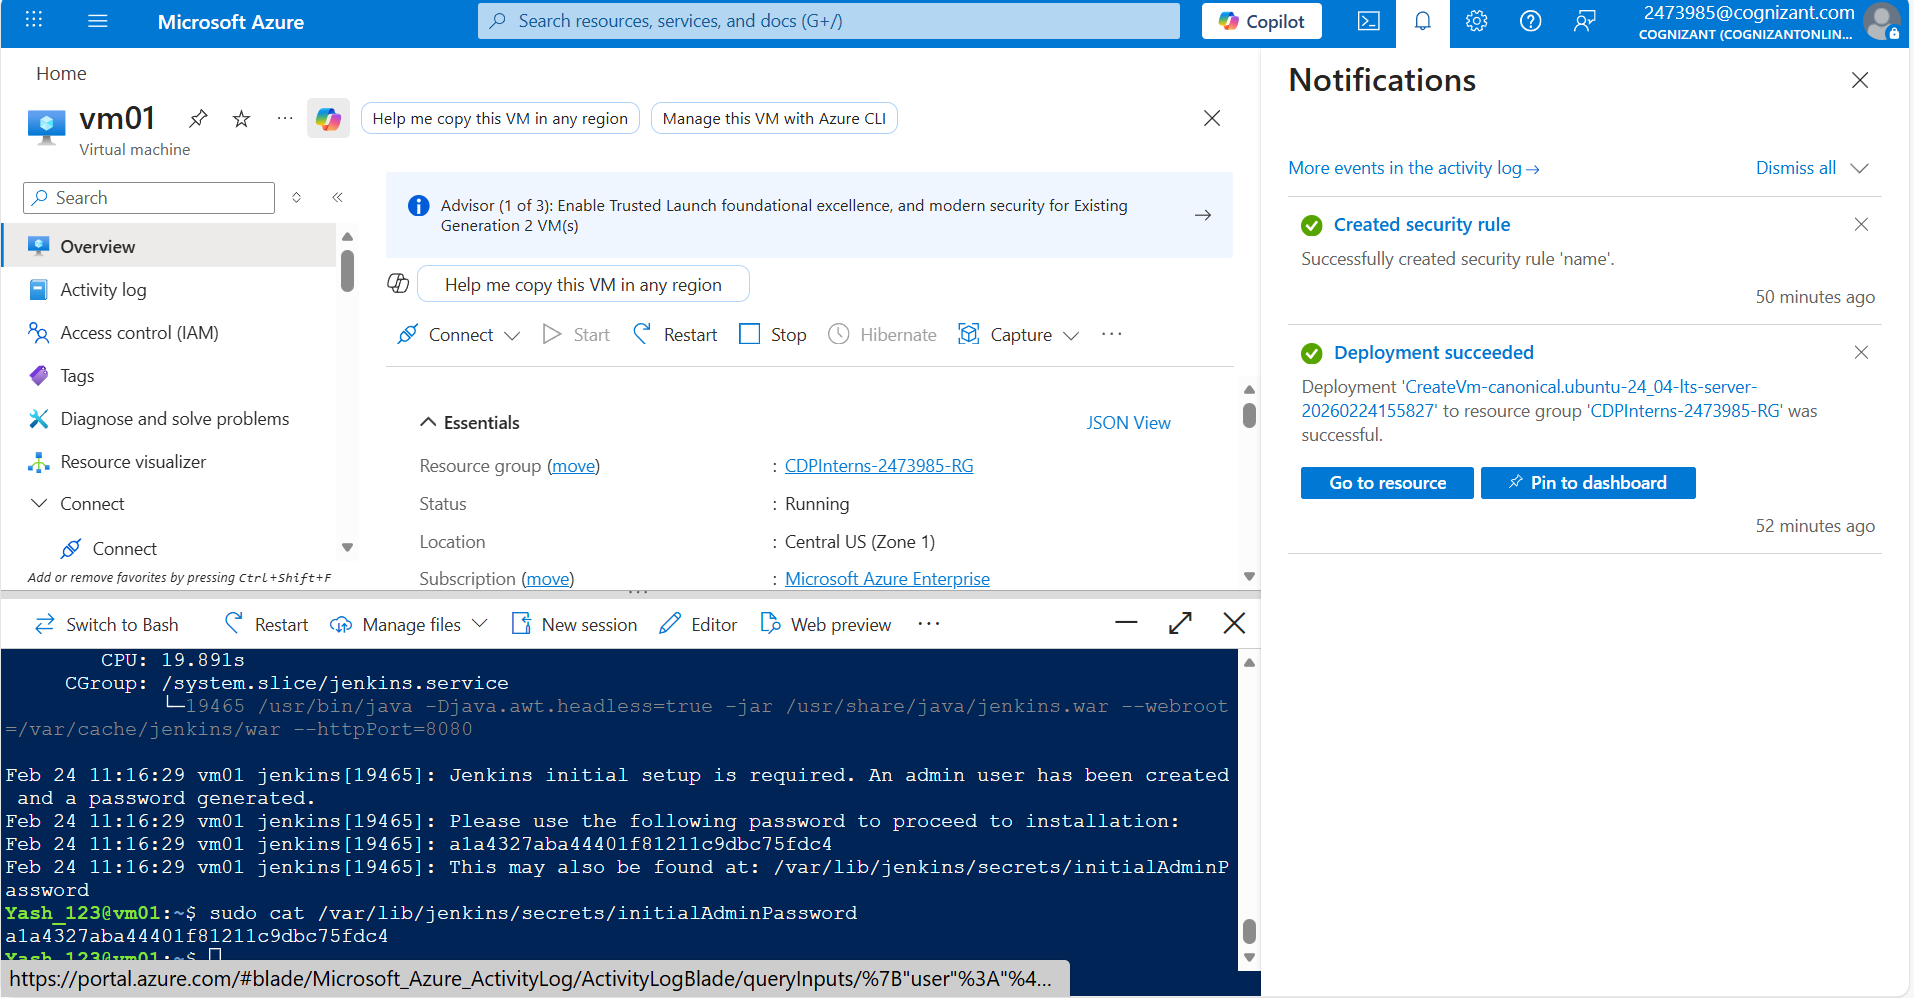 Microsoft Azure
Search resources, services, and docs (G+/)
Copilot
2473985@cognizant.com
COGNIZANT (COGNIZANTONLIN...
Home
vm01
Virtual machine
Help me copy this VM in any region
Manage this VM with Azure CLI
Search
Overview
Activity log
Access control (IAM)
Tags
Diagnose and solve problems
Resource visualizer
Connect
Connect
Add or remove favorites by pressing Ctrl+Shift+F
Advisor (1 of 3): Enable Trusted Launch foundational excellence, and modern security for Existing
Generation 2 VM(s)
Help me copy this VM in any region
Connect Start Restart Stop Hibernate Capture ...
Essentials
JSON View
Resource group (move) : CDPInterns-2473985-RG
Status : Running
Location : Central US (Zone 1)
Subscription (move) : Microsoft Azure Enterprise
Notifications
More events in the activity log →
Dismiss all
Created security rule
Successfully created security rule 'name'.
50 minutes ago
Deployment succeeded
Deployment 'CreateVm-canonical.ubuntu-24_04-lts-server-
20260224155827' to resource group 'CDPInterns-2473985-RG' was
successful.
Go to resource
Pin to dashboard
52 minutes ago
Switch to Bash Restart Manage files New session Editor Web preview ...
CPU: 19.891s
CGroup: /system.slice/jenkins.service
└─19465 /usr/bin/java -Djava.awt.headless=true -jar /usr/share/java/jenkins.war --webroot
=/var/cache/jenkins/war --httpPort=8080
Feb 24 11:16:29 vm01 jenkins[19465]: Jenkins initial setup is required. An admin user has been created
and a password generated.
Feb 24 11:16:29 vm01 jenkins[19465]: Please use the following password to proceed to installation:
Feb 24 11:16:29 vm01 jenkins[19465]: a1a4327aba44401f81211c9dbc75fdc4
Feb 24 11:16:29 vm01 jenkins[19465]: This may also be found at: /var/lib/jenkins/secrets/initialAdminP
assword
Yash_123@vm01:~$ sudo cat /var/lib/jenkins/secrets/initialAdminPassword
a1a4327aba44401f81211c9dbc75fdc4
Yash_123@vm01:~$
https://portal.azure.com/#blade/Microsoft_Azure_ActivityLog/ActivityLogBlade/queryInputs/%7B"user"%3A"%4...